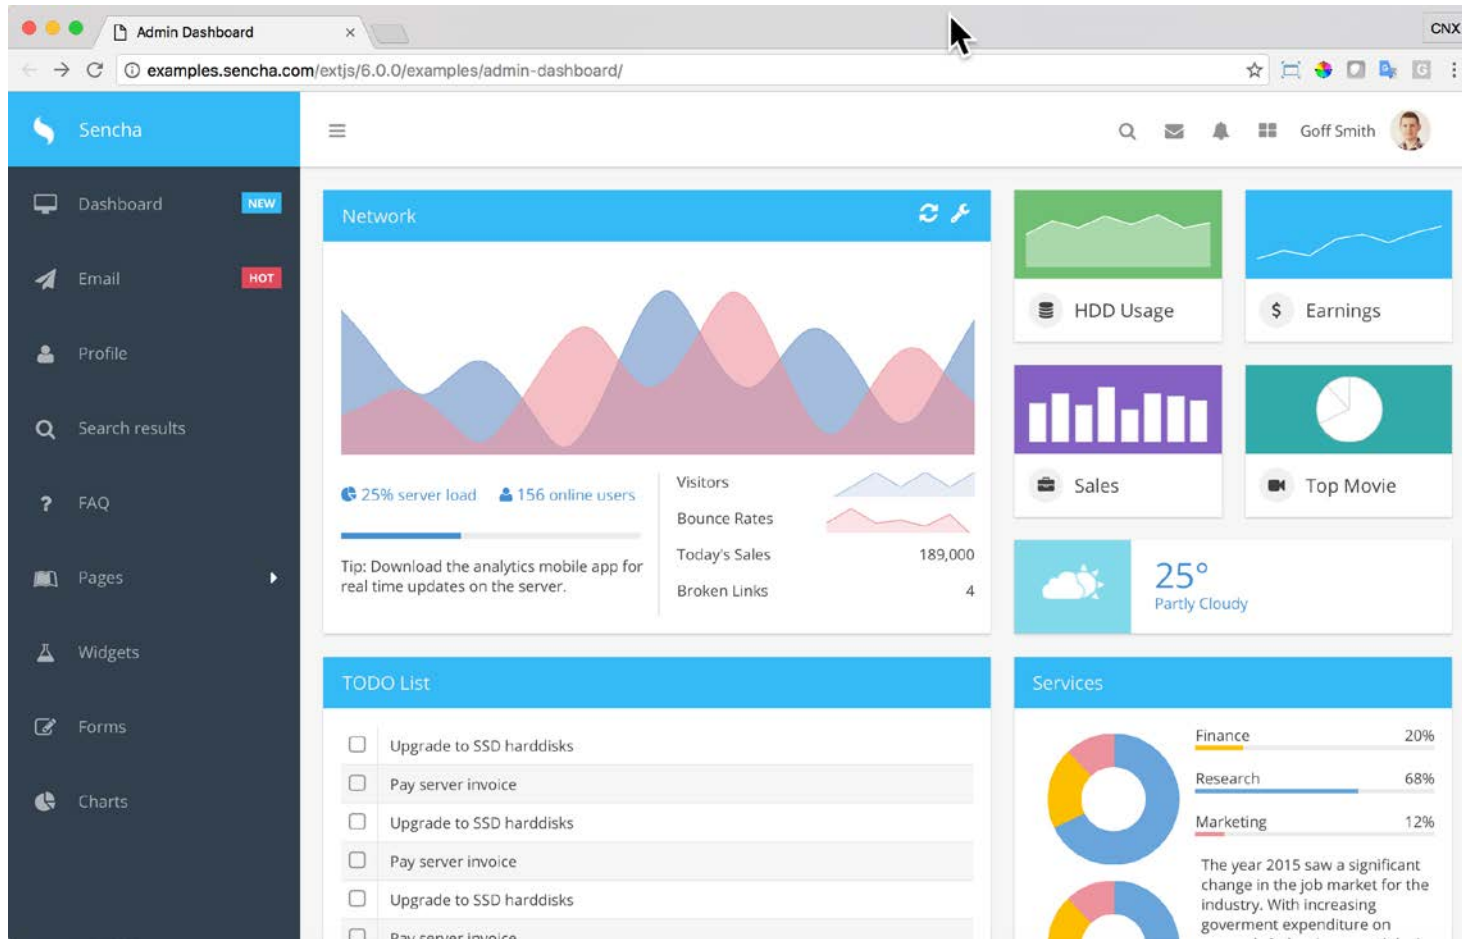 Admin Dashboard
CNX
examples.sencha.com/extjs/6.0.0/examples/admin-dashboard/
Sencha
Goff Smith
Dashboard NEW
Email HOT
Profile
Search results
FAQ
Pages
Widgets
Forms
Charts
Network
25% server load 156 online users
Tip: Download the analytics mobile app for
real time updates on the server.
Visitors
Bounce Rates
Today's Sales 189,000
Broken Links 4
HDD Usage
$ Earnings
Sales
Top Movie
25°
Partly Cloudy
TODO List
Upgrade to SSD harddisks
Pay server invoice
Upgrade to SSD harddisks
Pay server invoice
Upgrade to SSD harddisks
Pay server invoice
Services
Finance 20%
Research 68%
Marketing 12%
The year 2015 saw a significant
change in the job market for the
industry. With increasing
goverment expenditure on